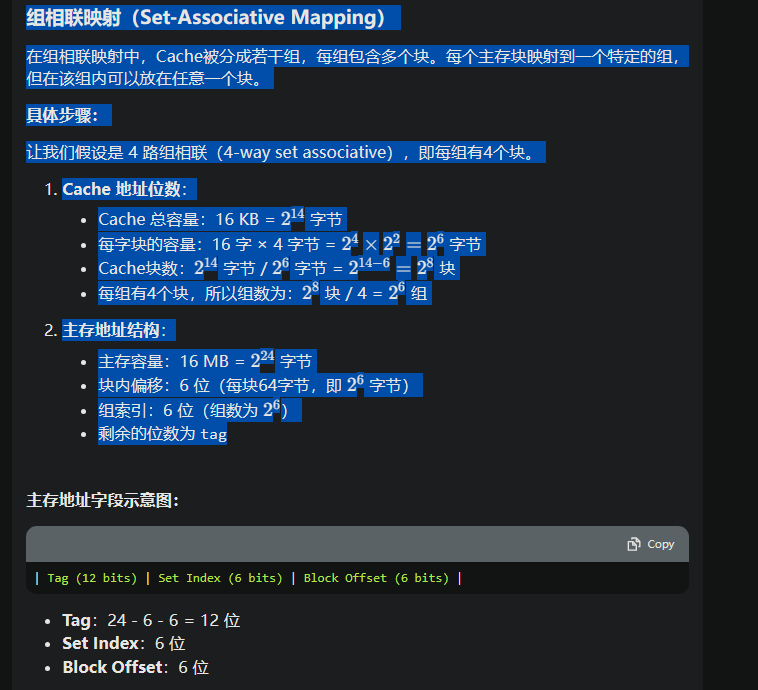 组相联映射（Set-Associative Mapping）
在组相联映射中，Cache被分成若干组，每组包含多个块。每个主存块映射到一个特定的组，
但在该组内可以放在任意一个块。
具体步骤：
让我们假设是 4 路组相联（4-way set associative），即每组有4个块。
1. Cache 地址位数：
• Cache 总容量：16 KB = 2^14 字节
• 每字块的容量：16 字 × 4 字节 = 2^4 × 2^2 = 2^6 字节
• Cache块数：2^14 字节 / 2^6 字节 = 2^14−6 = 2^8 块
• 每组有4个块，所以组数为：2^8 块 / 4 = 2^6 组
2. 主存地址结构：
• 主存容量：16 MB = 2^24 字节
• 块内偏移：6 位（每块64字节，即 2^6 字节）
• 组索引：6 位（组数为 2^6）
• 剩余的位数为 tag
主存地址字段示意图：
Copy
| Tag (12 bits) | Set Index (6 bits) | Block Offset (6 bits) |
• Tag：24 - 6 - 6 = 12 位
• Set Index：6 位
• Block Offset：6 位